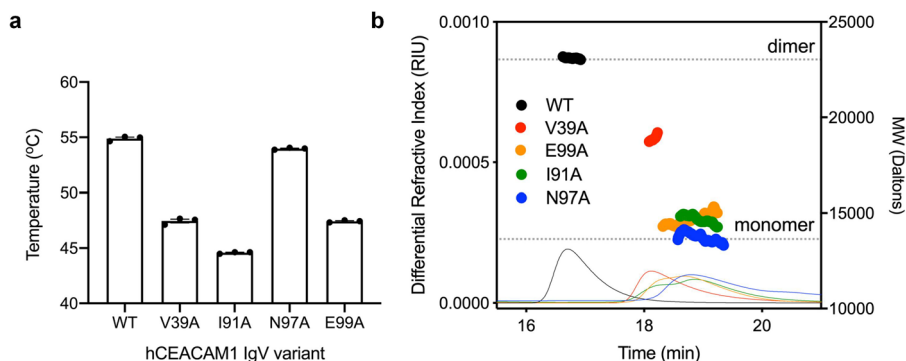 a
Temperature (ºC)
60
55
50
45
40
WT V39A I91A N97A E99A
hCEACAM1 IgV variant
b
Differential Refractive Index (RIU)
0.0010
0.0005
0.0000
dimer
WT
V39A
E99A
I91A
N97A
monomer
25000
20000
15000
10000
MW (Daltons)
16 18 20
Time (min)